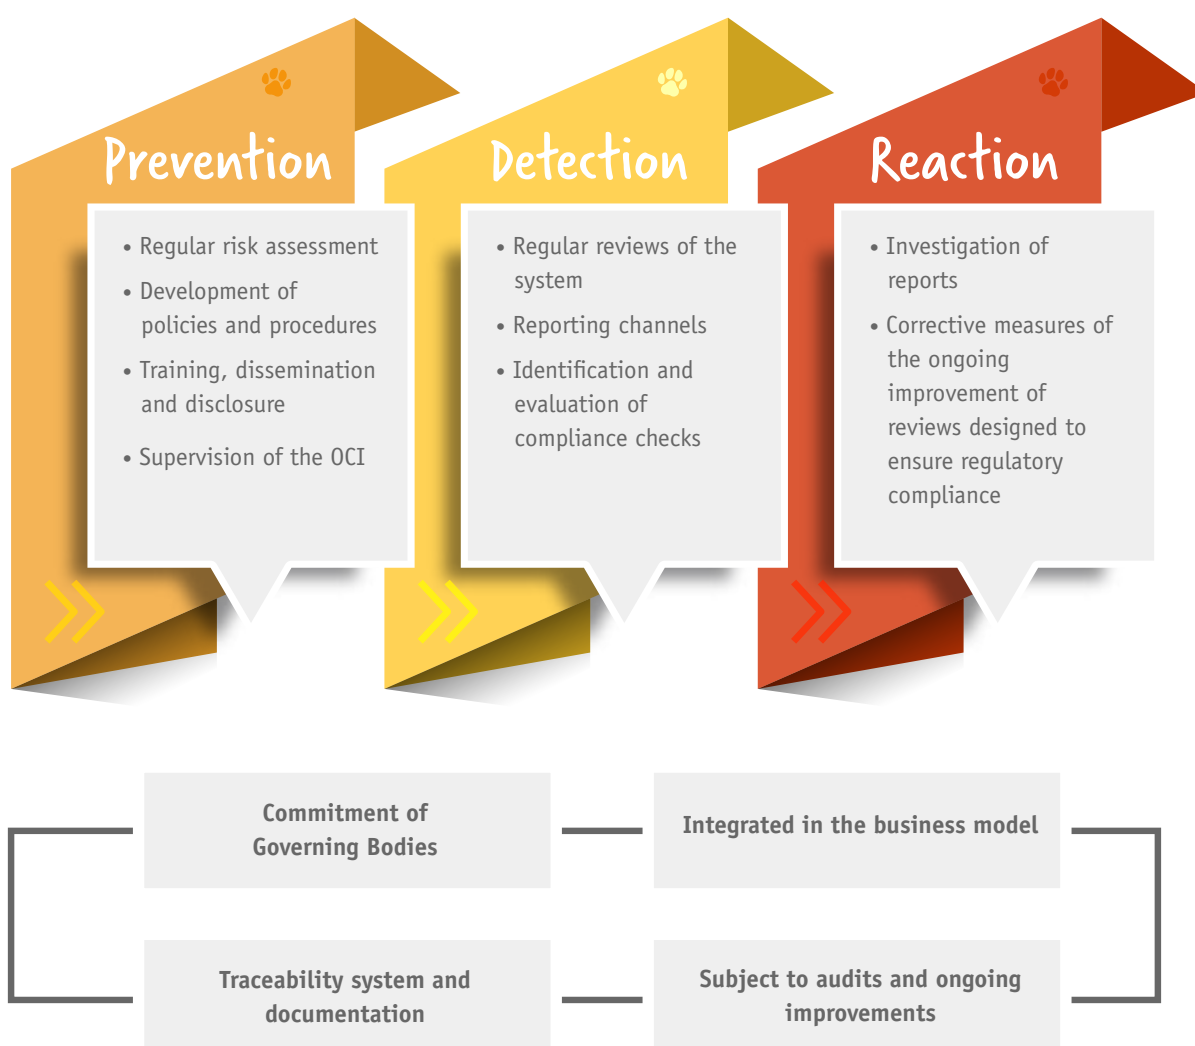 Prevention
• Regular risk assessment
• Development of
policies and procedures
• Training, dissemination
and disclosure
• Supervision of the OCI
Detection
• Regular reviews of the
system
• Reporting channels
• Identification and
evaluation of
compliance checks
Reaction
• Investigation of
reports
• Corrective measures of
the ongoing
improvement of
reviews designed to
ensure regulatory
compliance
Commitment of
Governing Bodies
Integrated in the business model
Traceability system and
documentation
Subject to audits and ongoing
improvements